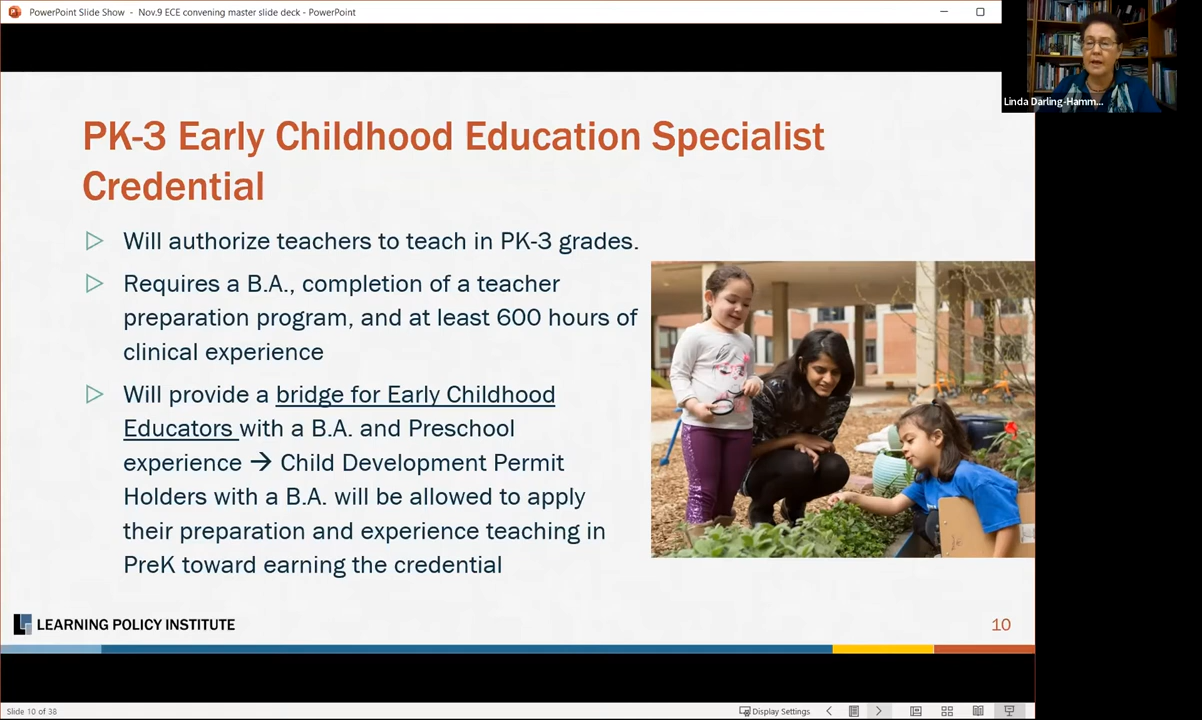 PowerPoint Slide Show - Nov.9 ECE convening master slide deck - PowerPoint
Linda Darling-Hamm...
PK-3 Early Childhood Education Specialist
Credential
Will authorize teachers to teach in PK-3 grades.
Requires a B.A., completion of a teacher
preparation program, and at least 600 hours of
clinical experience
Will provide a bridge for Early Childhood
Educators with a B.A. and Preschool
experience → Child Development Permit
Holders with a B.A. will be allowed to apply
their preparation and experience teaching in
PreK toward earning the credential
LEARNING POLICY INSTITUTE
10
Slide 10 of 38
Display Settings